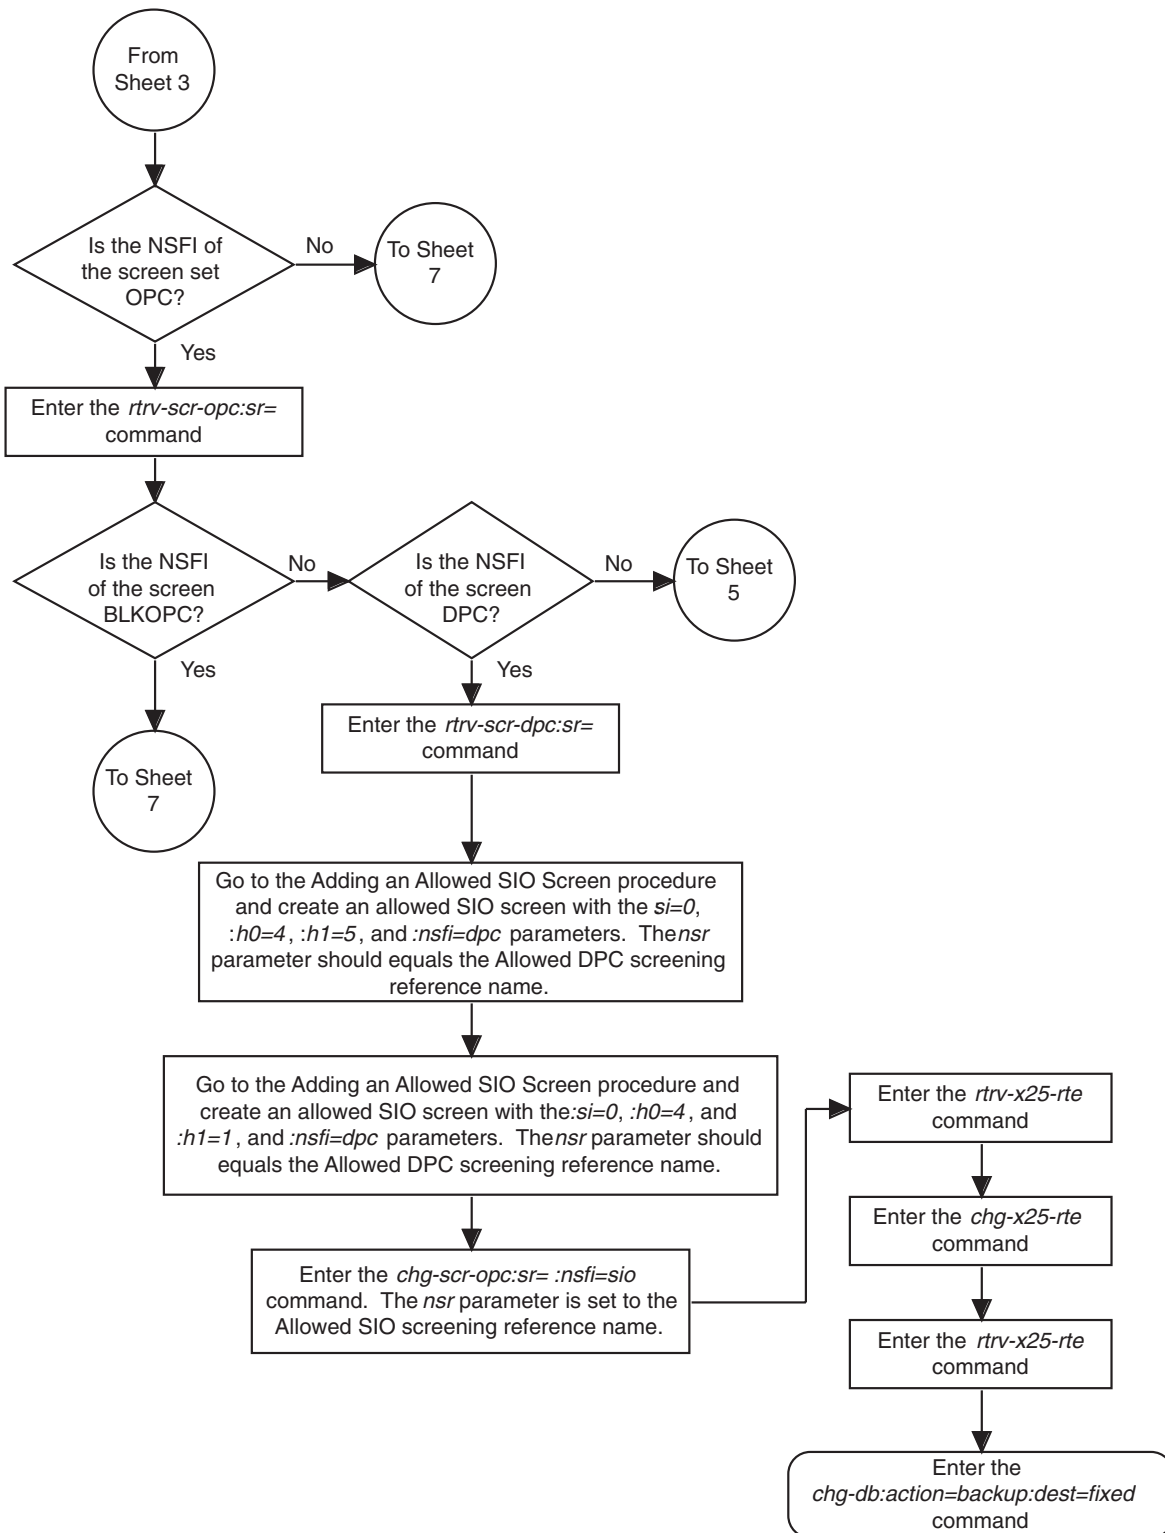 From
Sheet 3
Is the NSFI of
the screen set
OPC?
No
To Sheet
7
Yes
Enter the rtrv-scr-opc:sr=
command
Is the NSFI
of the screen
BLKOPC?
No
Is the NSFI
of the screen
DPC?
No
To Sheet
5
Yes
To Sheet
7
Yes
Enter the rtrv-scr-dpc:sr=
command
Go to the Adding an Allowed SIO Screen procedure
and create an allowed SIO screen with the si=0,
:h0=4, :h1=5, and :nsfi=dpc parameters. The nsr
parameter should equals the Allowed DPC screening
reference name.
Go to the Adding an Allowed SIO Screen procedure and
create an allowed SIO screen with the :si=0, :h0=4, and
:h1=1, and :nsfi=dpc parameters. The nsr parameter should
equals the Allowed DPC screening reference name.
Enter the chg-scr-opc:sr= :nsfi=sio
command. The nsr parameter is set to the
Allowed SIO screening reference name.
Enter the rtrv-x25-rte
command
Enter the chg-x25-rte
command
Enter the rtrv-x25-rte
command
Enter the
chg-db:action=backup:dest=fixed
command